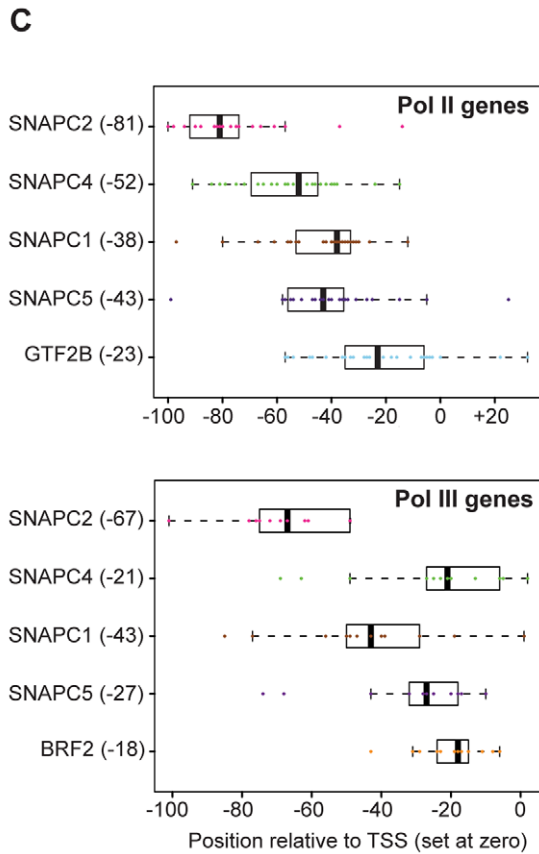 C
Pol II genes
SNAPC2 (-81)
SNAPC4 (-52)
SNAPC1 (-38)
SNAPC5 (-43)
GTF2B (-23)
-100 -80 -60 -40 -20 0 +20
Pol III genes
SNAPC2 (-67)
SNAPC4 (-21)
SNAPC1 (-43)
SNAPC5 (-27)
BRF2 (-18)
-100 -80 -60 -40 -20 0
Position relative to TSS (set at zero)